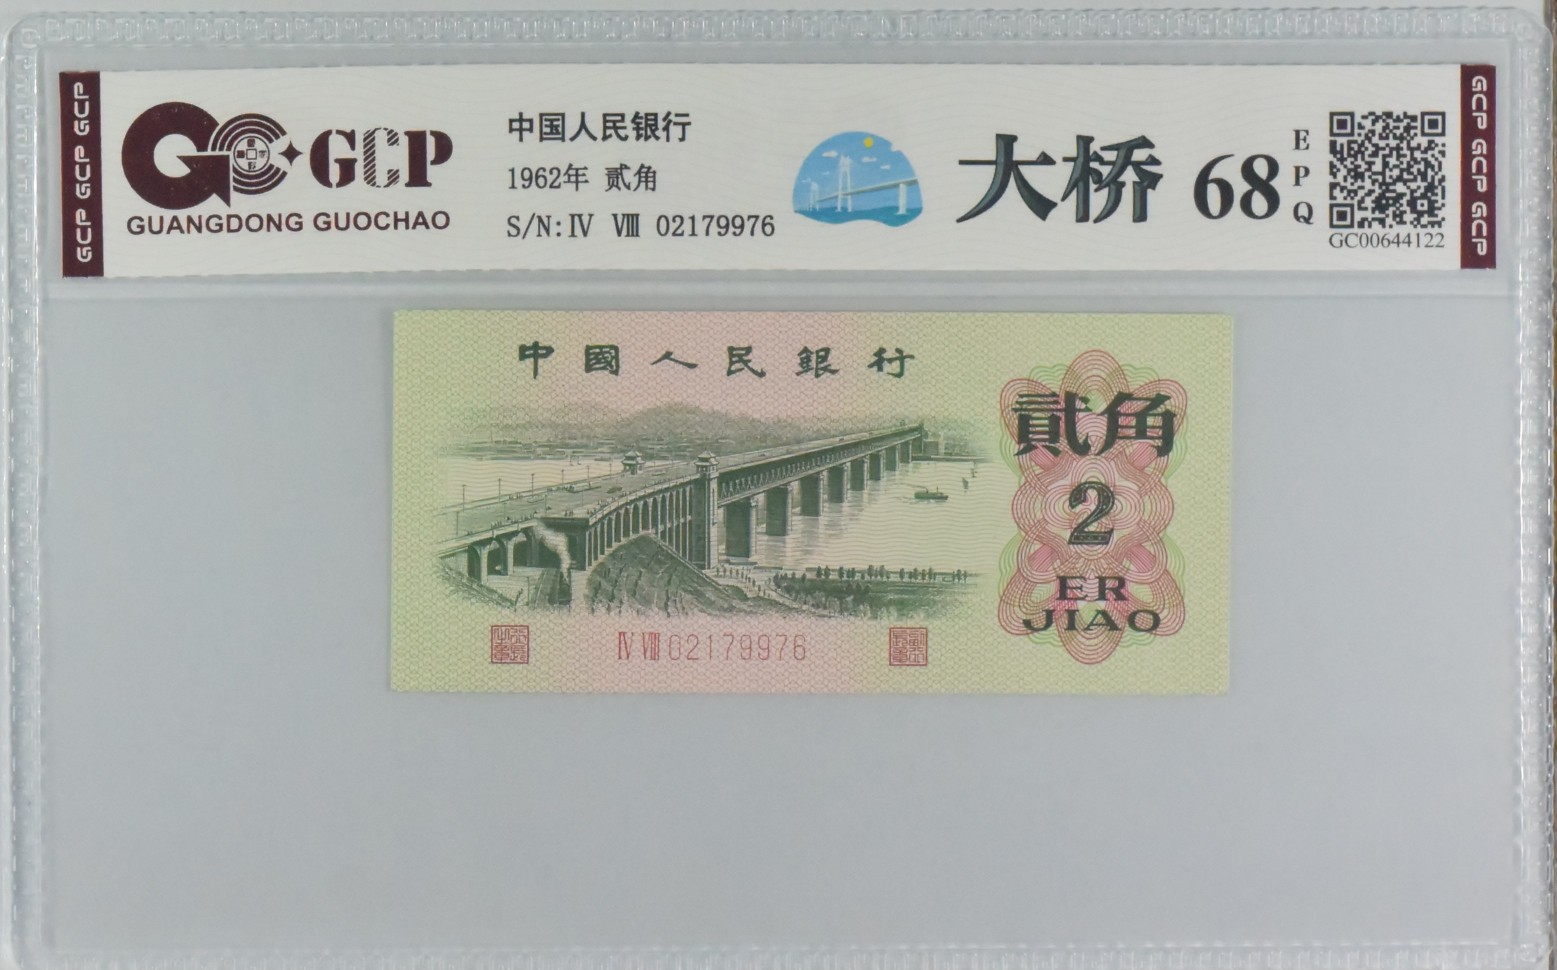 GCP GCP GCP
GCP
GUANGDONG GUOCHAO
中国人民银行
1962年 贰角
S/N:Ⅳ Ⅷ 02179976
大桥 68
EPQ
GC00644122
GCP GCP GCP
中國人民銀行
貳角
2
ER
JIAO
Ⅳ Ⅷ 02179976